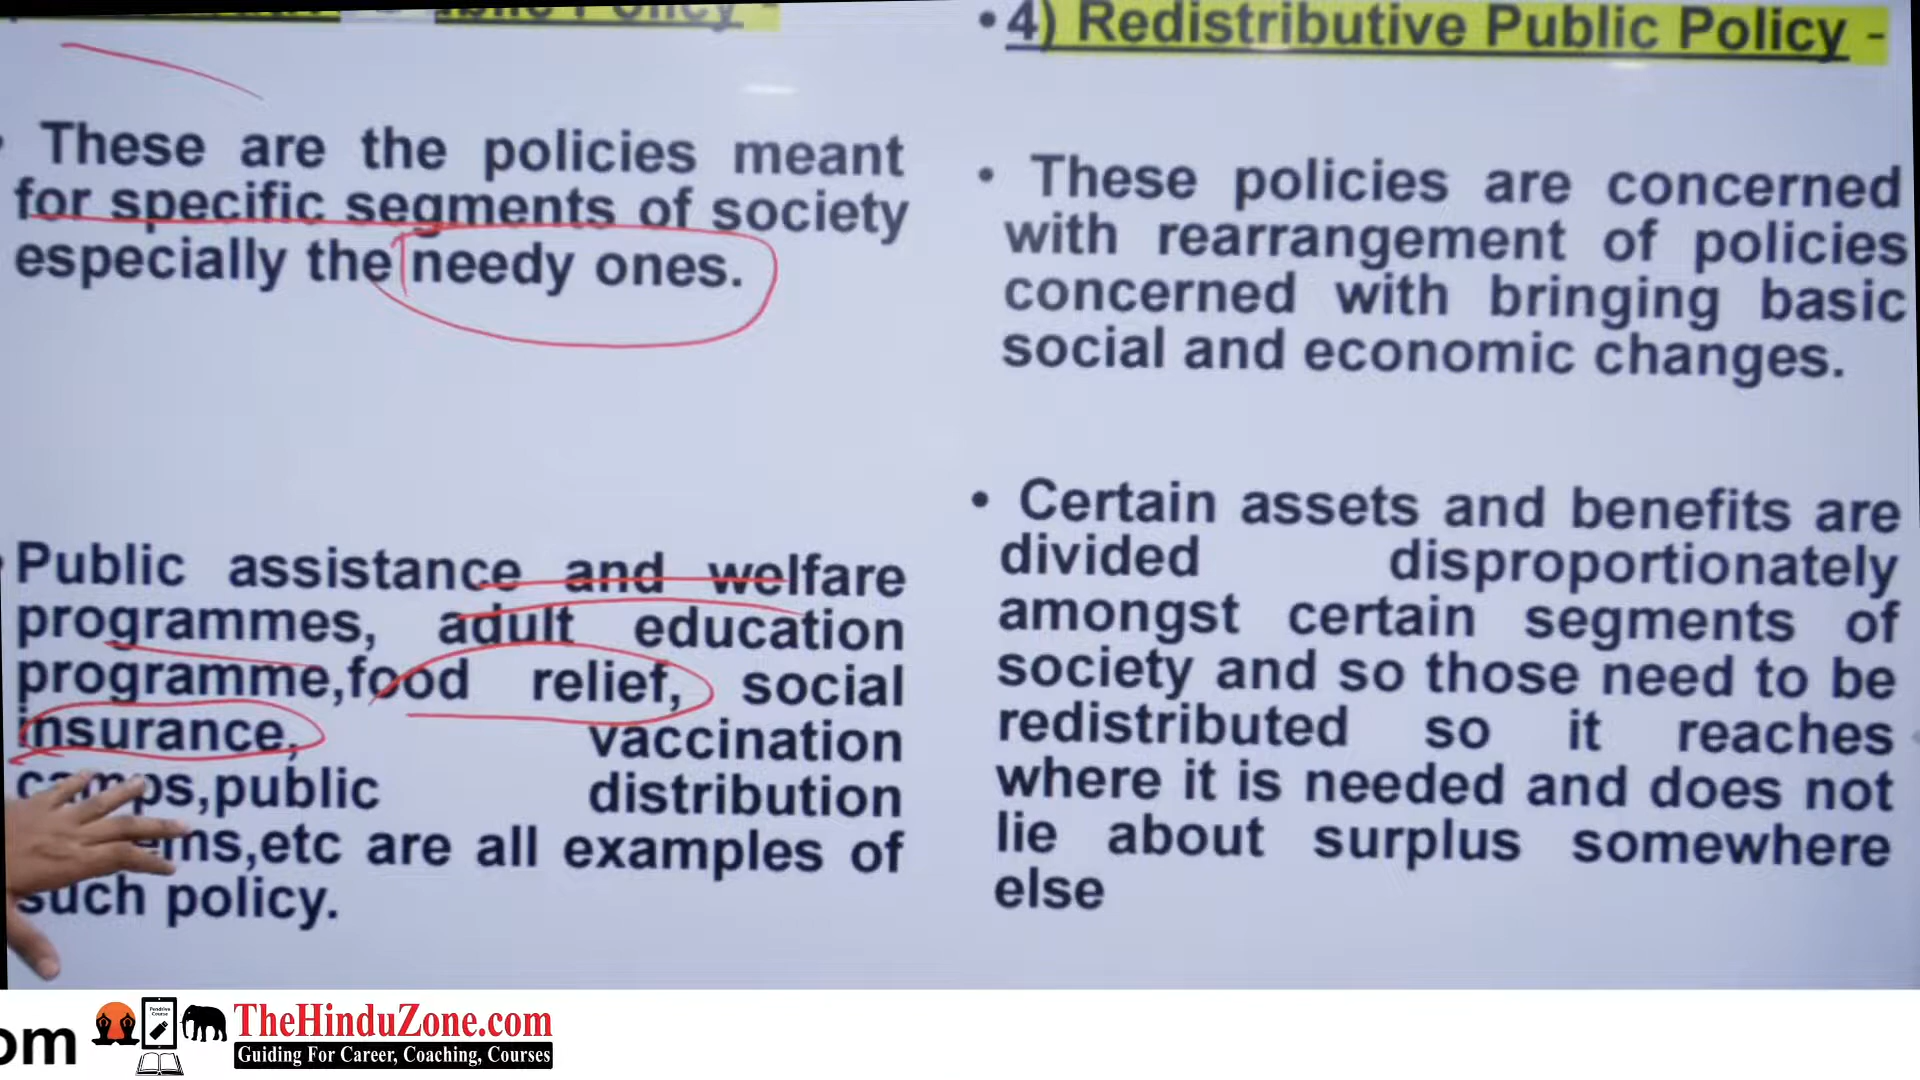 Public Policy -
These are the policies meant
for specific segments of society
especially the needy ones.
Public assistance and welfare
programmes, adult education
programme,food relief, social
insurance, vaccination
camps,public distribution
ems,etc are all examples of
such policy.
• 4) Redistributive Public Policy -
• These policies are concerned
with rearrangement of policies
concerned with bringing basic
social and economic changes.
• Certain assets and benefits are
divided disproportionately
amongst certain segments of
society and so those need to be
redistributed so it reaches
where it is needed and does not
lie about surplus somewhere
else
om
TheHinduZone.com
Guiding For Career, Coaching, Courses